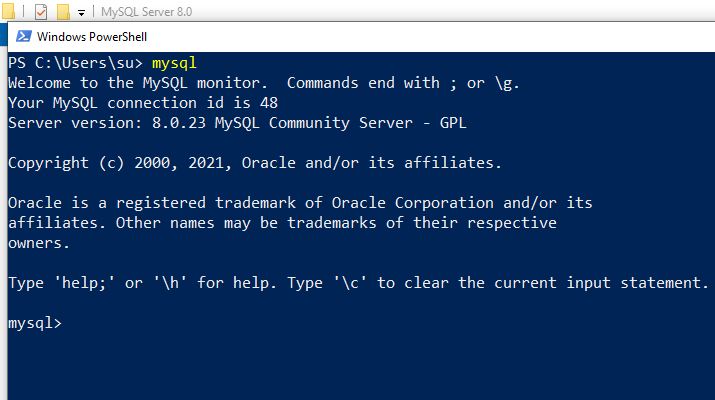 MySQL Server 8.0
Windows PowerShell
PS C:\Users\su> mysql
Welcome to the MySQL monitor.  Commands end with ; or \g.
Your MySQL connection id is 48
Server version: 8.0.23 MySQL Community Server - GPL
Copyright (c) 2000, 2021, Oracle and/or its affiliates.
Oracle is a registered trademark of Oracle Corporation and/or its
affiliates. Other names may be trademarks of their respective
owners.
Type 'help;' or '\h' for help. Type '\c' to clear the current input statement.
mysql>